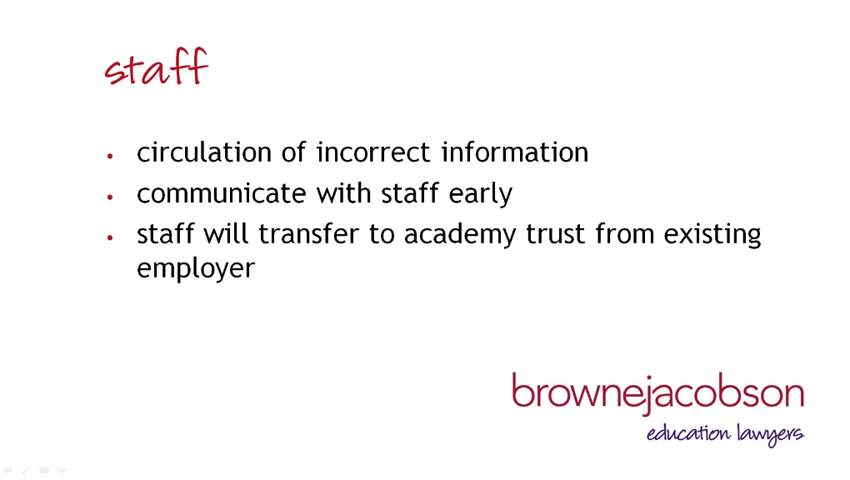 staff
• circulation of incorrect information
• communicate with staff early
• staff will transfer to academy trust from existing
employer
brownejacobson
education lawyers